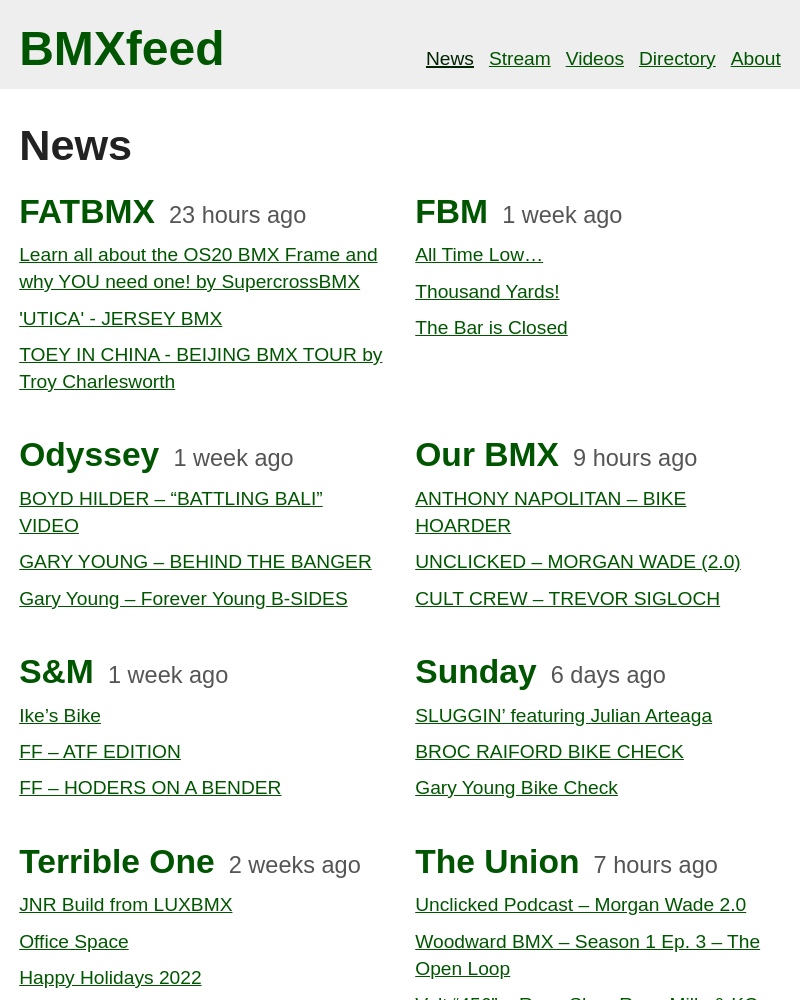 BMXfeed
News Stream Videos Directory About
News
FATBMX 23 hours ago
Learn all about the OS20 BMX Frame and
why YOU need one! by SupercrossBMX
'UTICA' - JERSEY BMX
TOEY IN CHINA - BEIJING BMX TOUR by
Troy Charlesworth
FBM 1 week ago
All Time Low…
Thousand Yards!
The Bar is Closed
Odyssey 1 week ago
BOYD HILDER – “BATTLING BALI”
VIDEO
GARY YOUNG – BEHIND THE BANGER
Gary Young – Forever Young B-SIDES
Our BMX 9 hours ago
ANTHONY NAPOLITAN – BIKE
HOARDER
UNCLICKED – MORGAN WADE (2.0)
CULT CREW – TREVOR SIGLOCH
S&M 1 week ago
Ike’s Bike
FF – ATF EDITION
FF – HODERS ON A BENDER
Sunday 6 days ago
SLUGGIN’ featuring Julian Arteaga
BROC RAIFORD BIKE CHECK
Gary Young Bike Check
Terrible One 2 weeks ago
JNR Build from LUXBMX
Office Space
Happy Holidays 2022
The Union 7 hours ago
Unclicked Podcast – Morgan Wade 2.0
Woodward BMX – Season 1 Ep. 3 – The
Open Loop